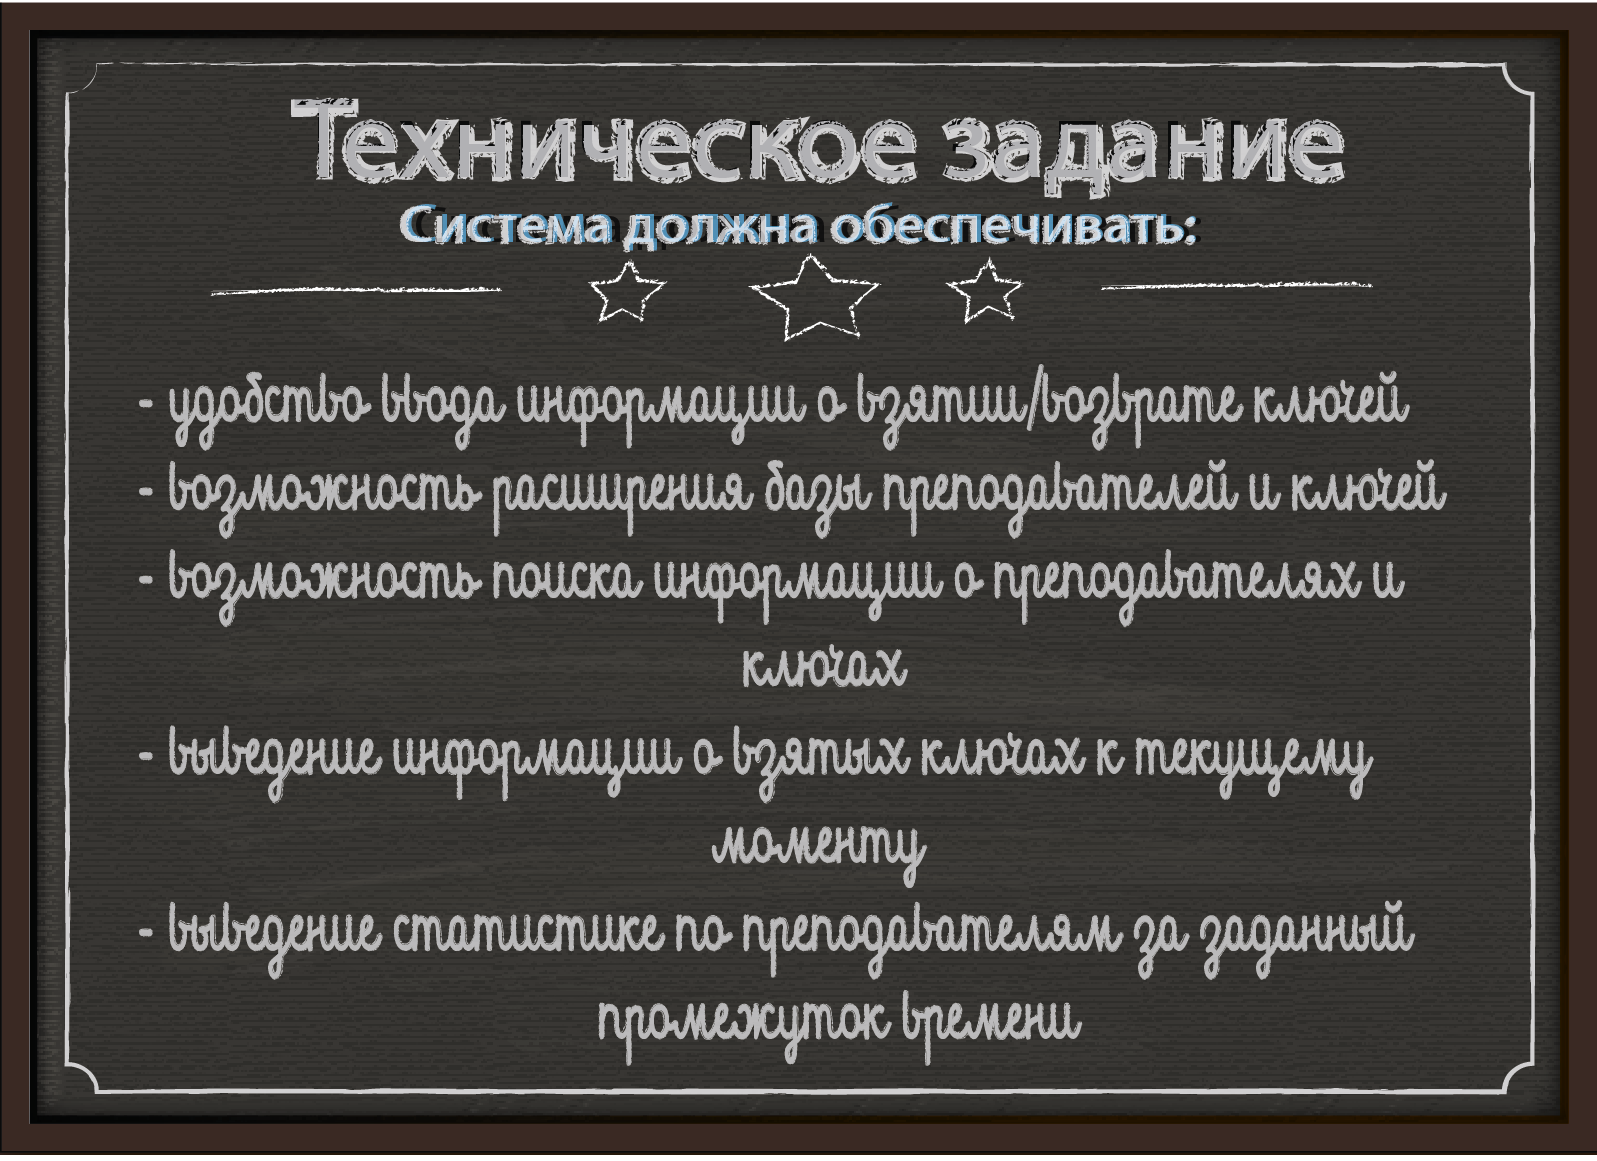 Техническое задание
Система должна обеспечивать:
- удобство ввода информации о взятии/возврате ключей
- возможность расширения базы преподавателей и ключей
- возможность поиска информации о преподавателях и
ключах
- выведение информации о взятых ключах к текущему
моменту
- выведение статистике по преподавателям за заданный
промежуток времени